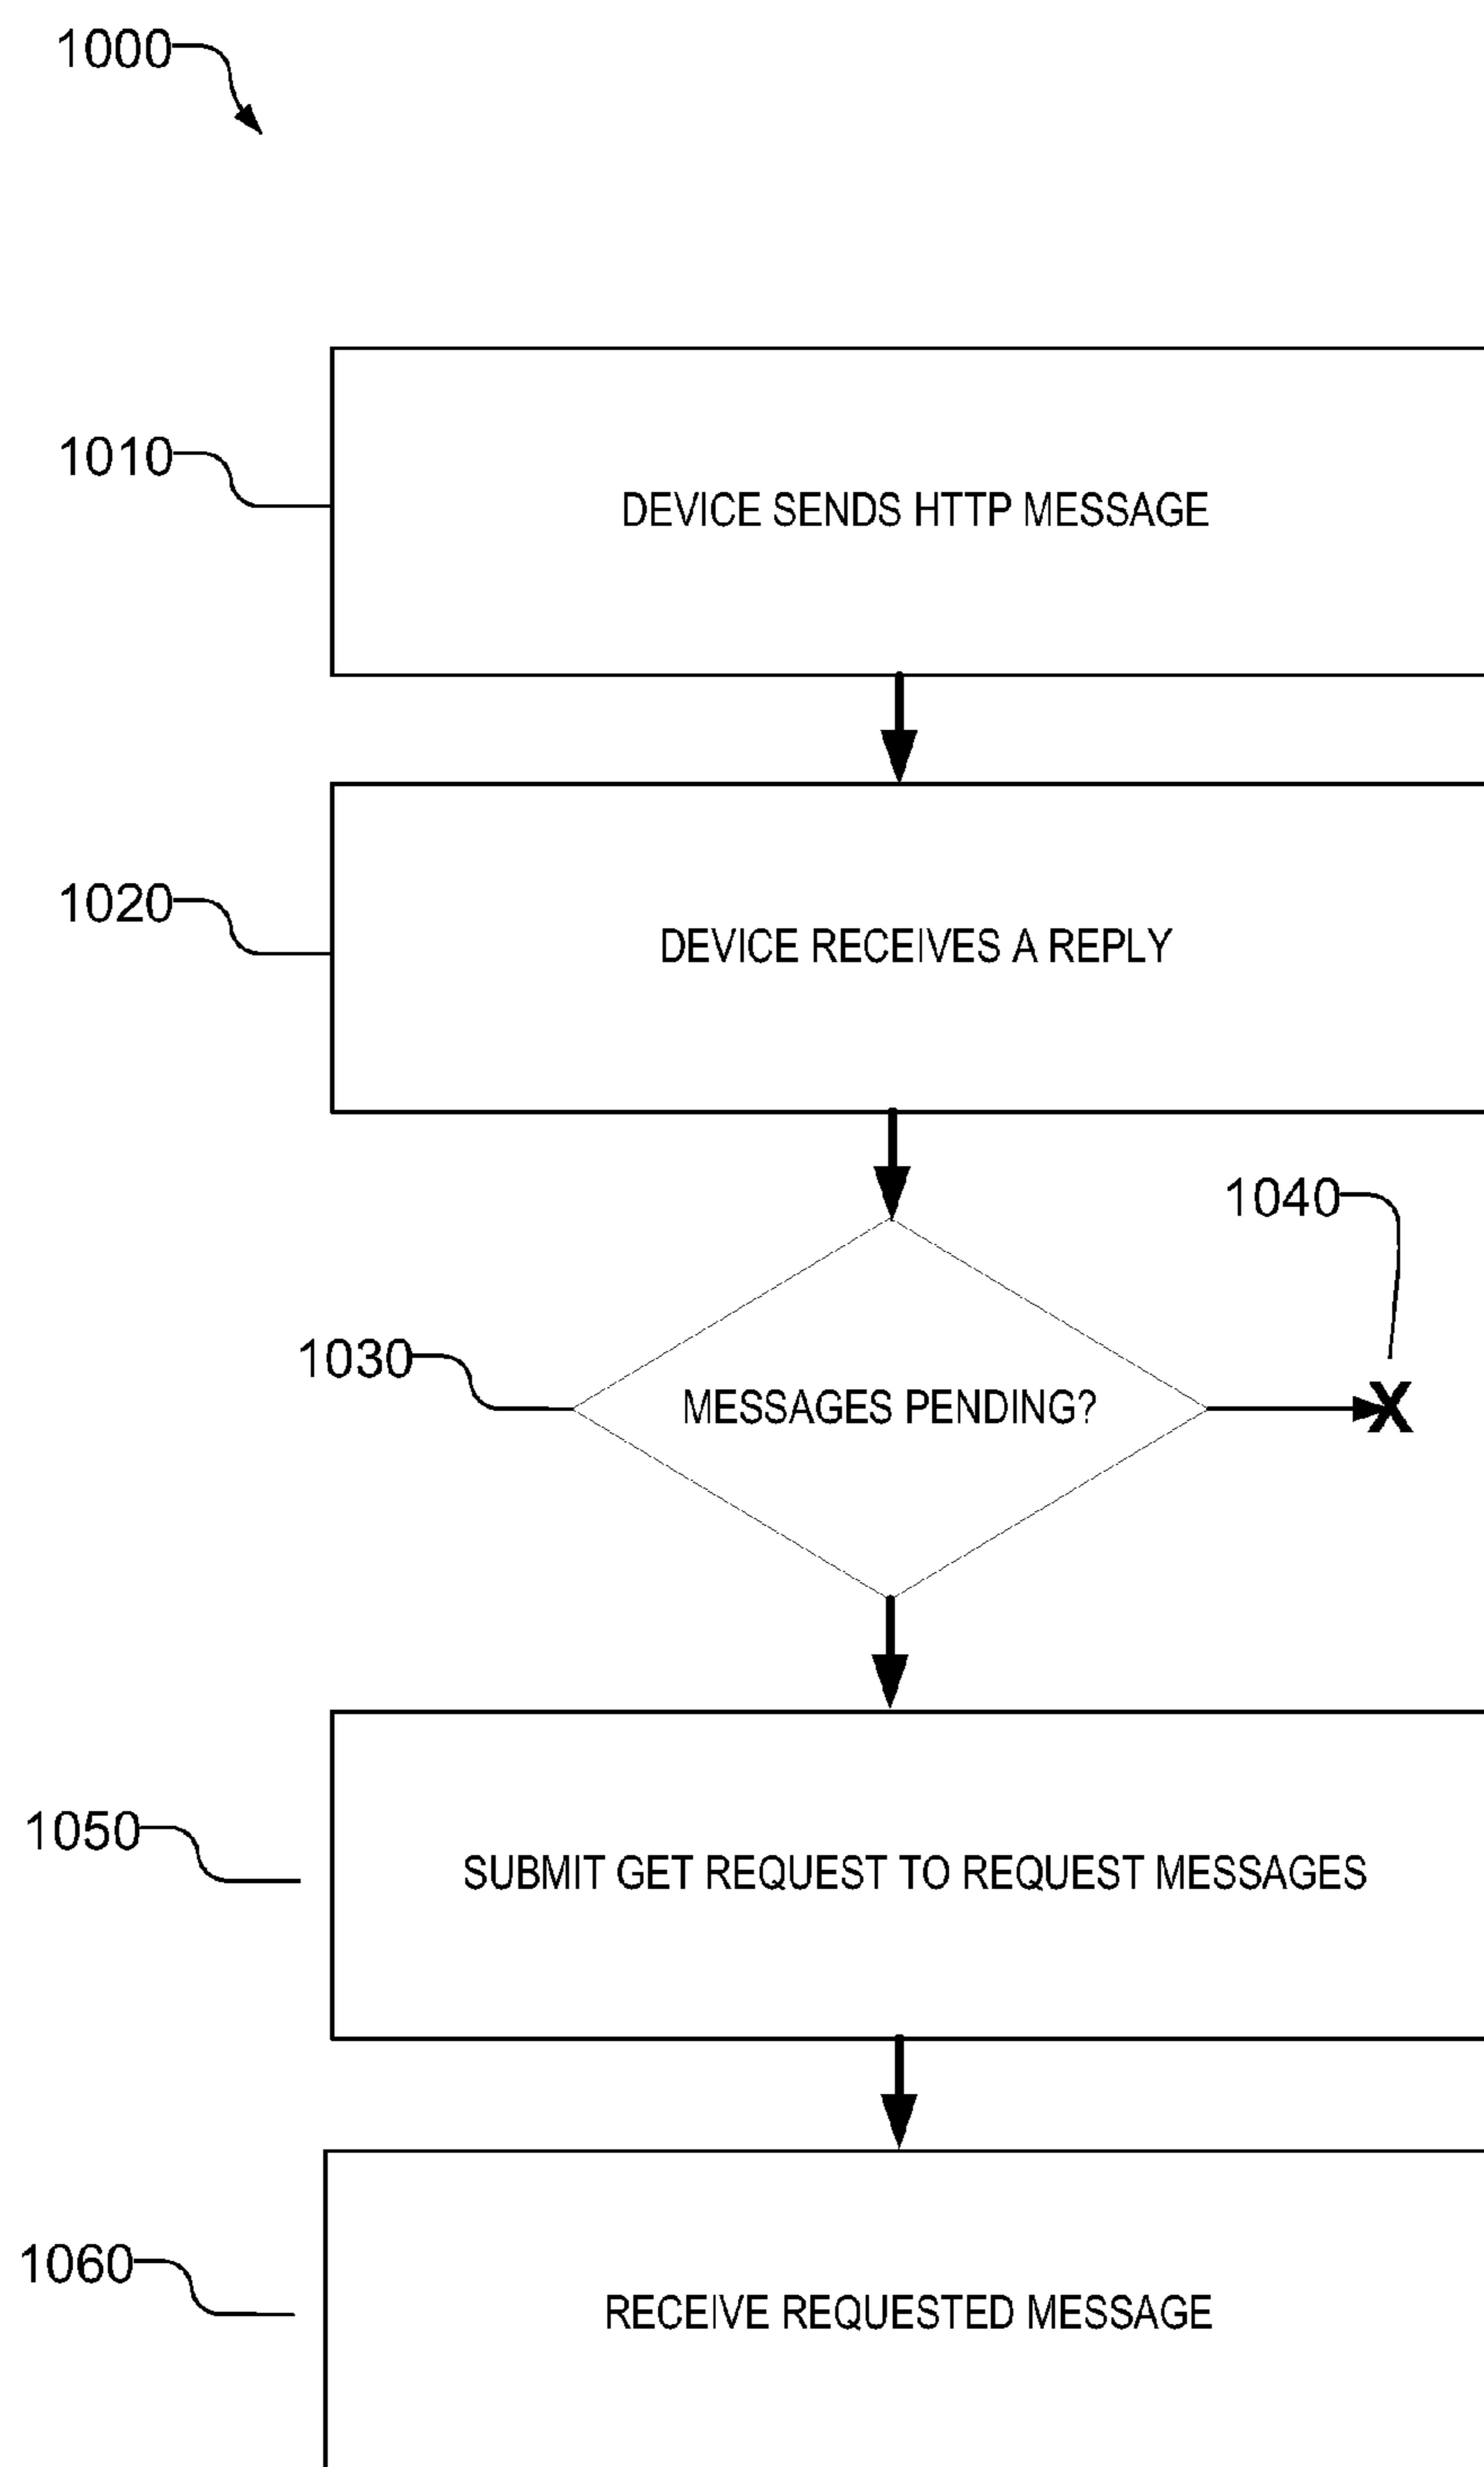 1000
1010
DEVICE SENDS HTTP MESSAGE
1020
DEVICE RECEIVES A REPLY
1040
1030
MESSAGES PENDING?
X
1050
SUBMIT GET REQUEST TO REQUEST MESSAGES
1060
RECEIVE REQUESTED MESSAGE